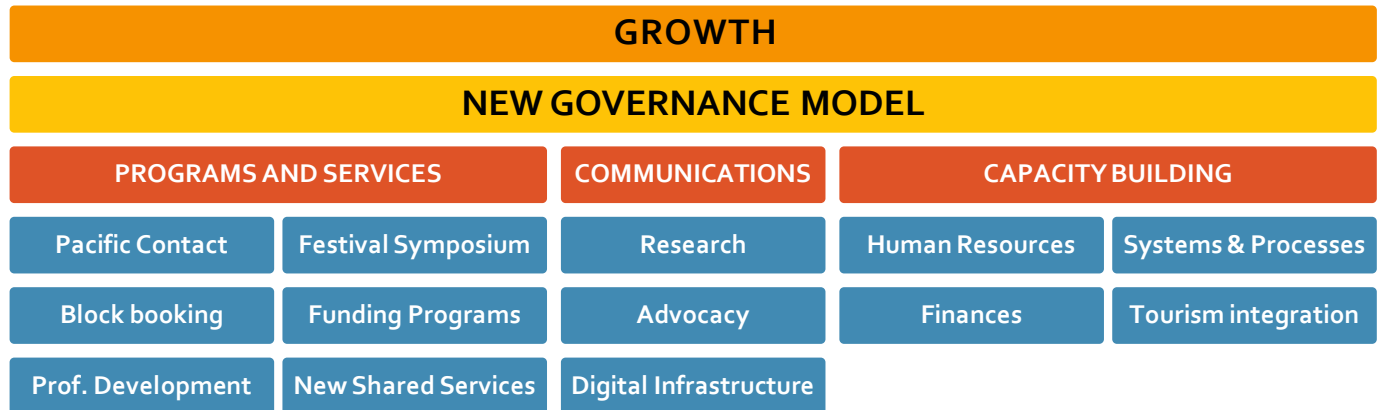 GROWTH
NEW GOVERNANCE MODEL
PROGRAMS AND SERVICES
COMMUNICATIONS
CAPACITY BUILDING
Pacific Contact
Festival Symposium
Research
Human Resources
Systems & Processes
Block booking
Funding Programs
Advocacy
Finances
Tourism integration
Prof. Development
New Shared Services
Digital Infrastructure